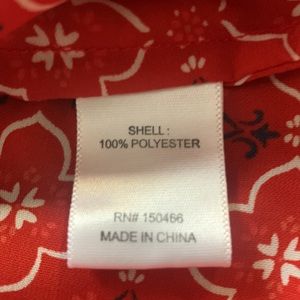 SHELL :
100% POLYESTER
RN# 150466
MADE IN CHINA